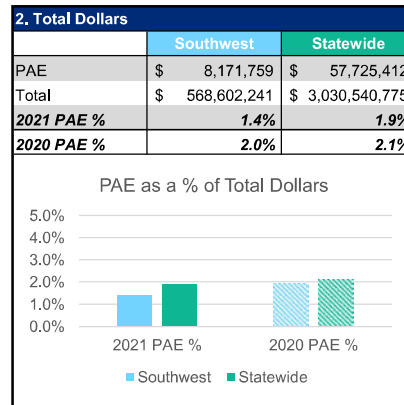 2. Total Dollars
Southwest Statewide
PAE $ 8,171,759 $ 57,725,412
Total $ 568,602,241 $ 3,030,540,775
2021 PAE % 1.4% 1.9%
2020 PAE % 2.0% 2.1%
PAE as a % of Total Dollars
5.0%
4.0%
3.0%
2.0%
1.0%
0.0%
2021 PAE % 2020 PAE %
Southwest Statewide